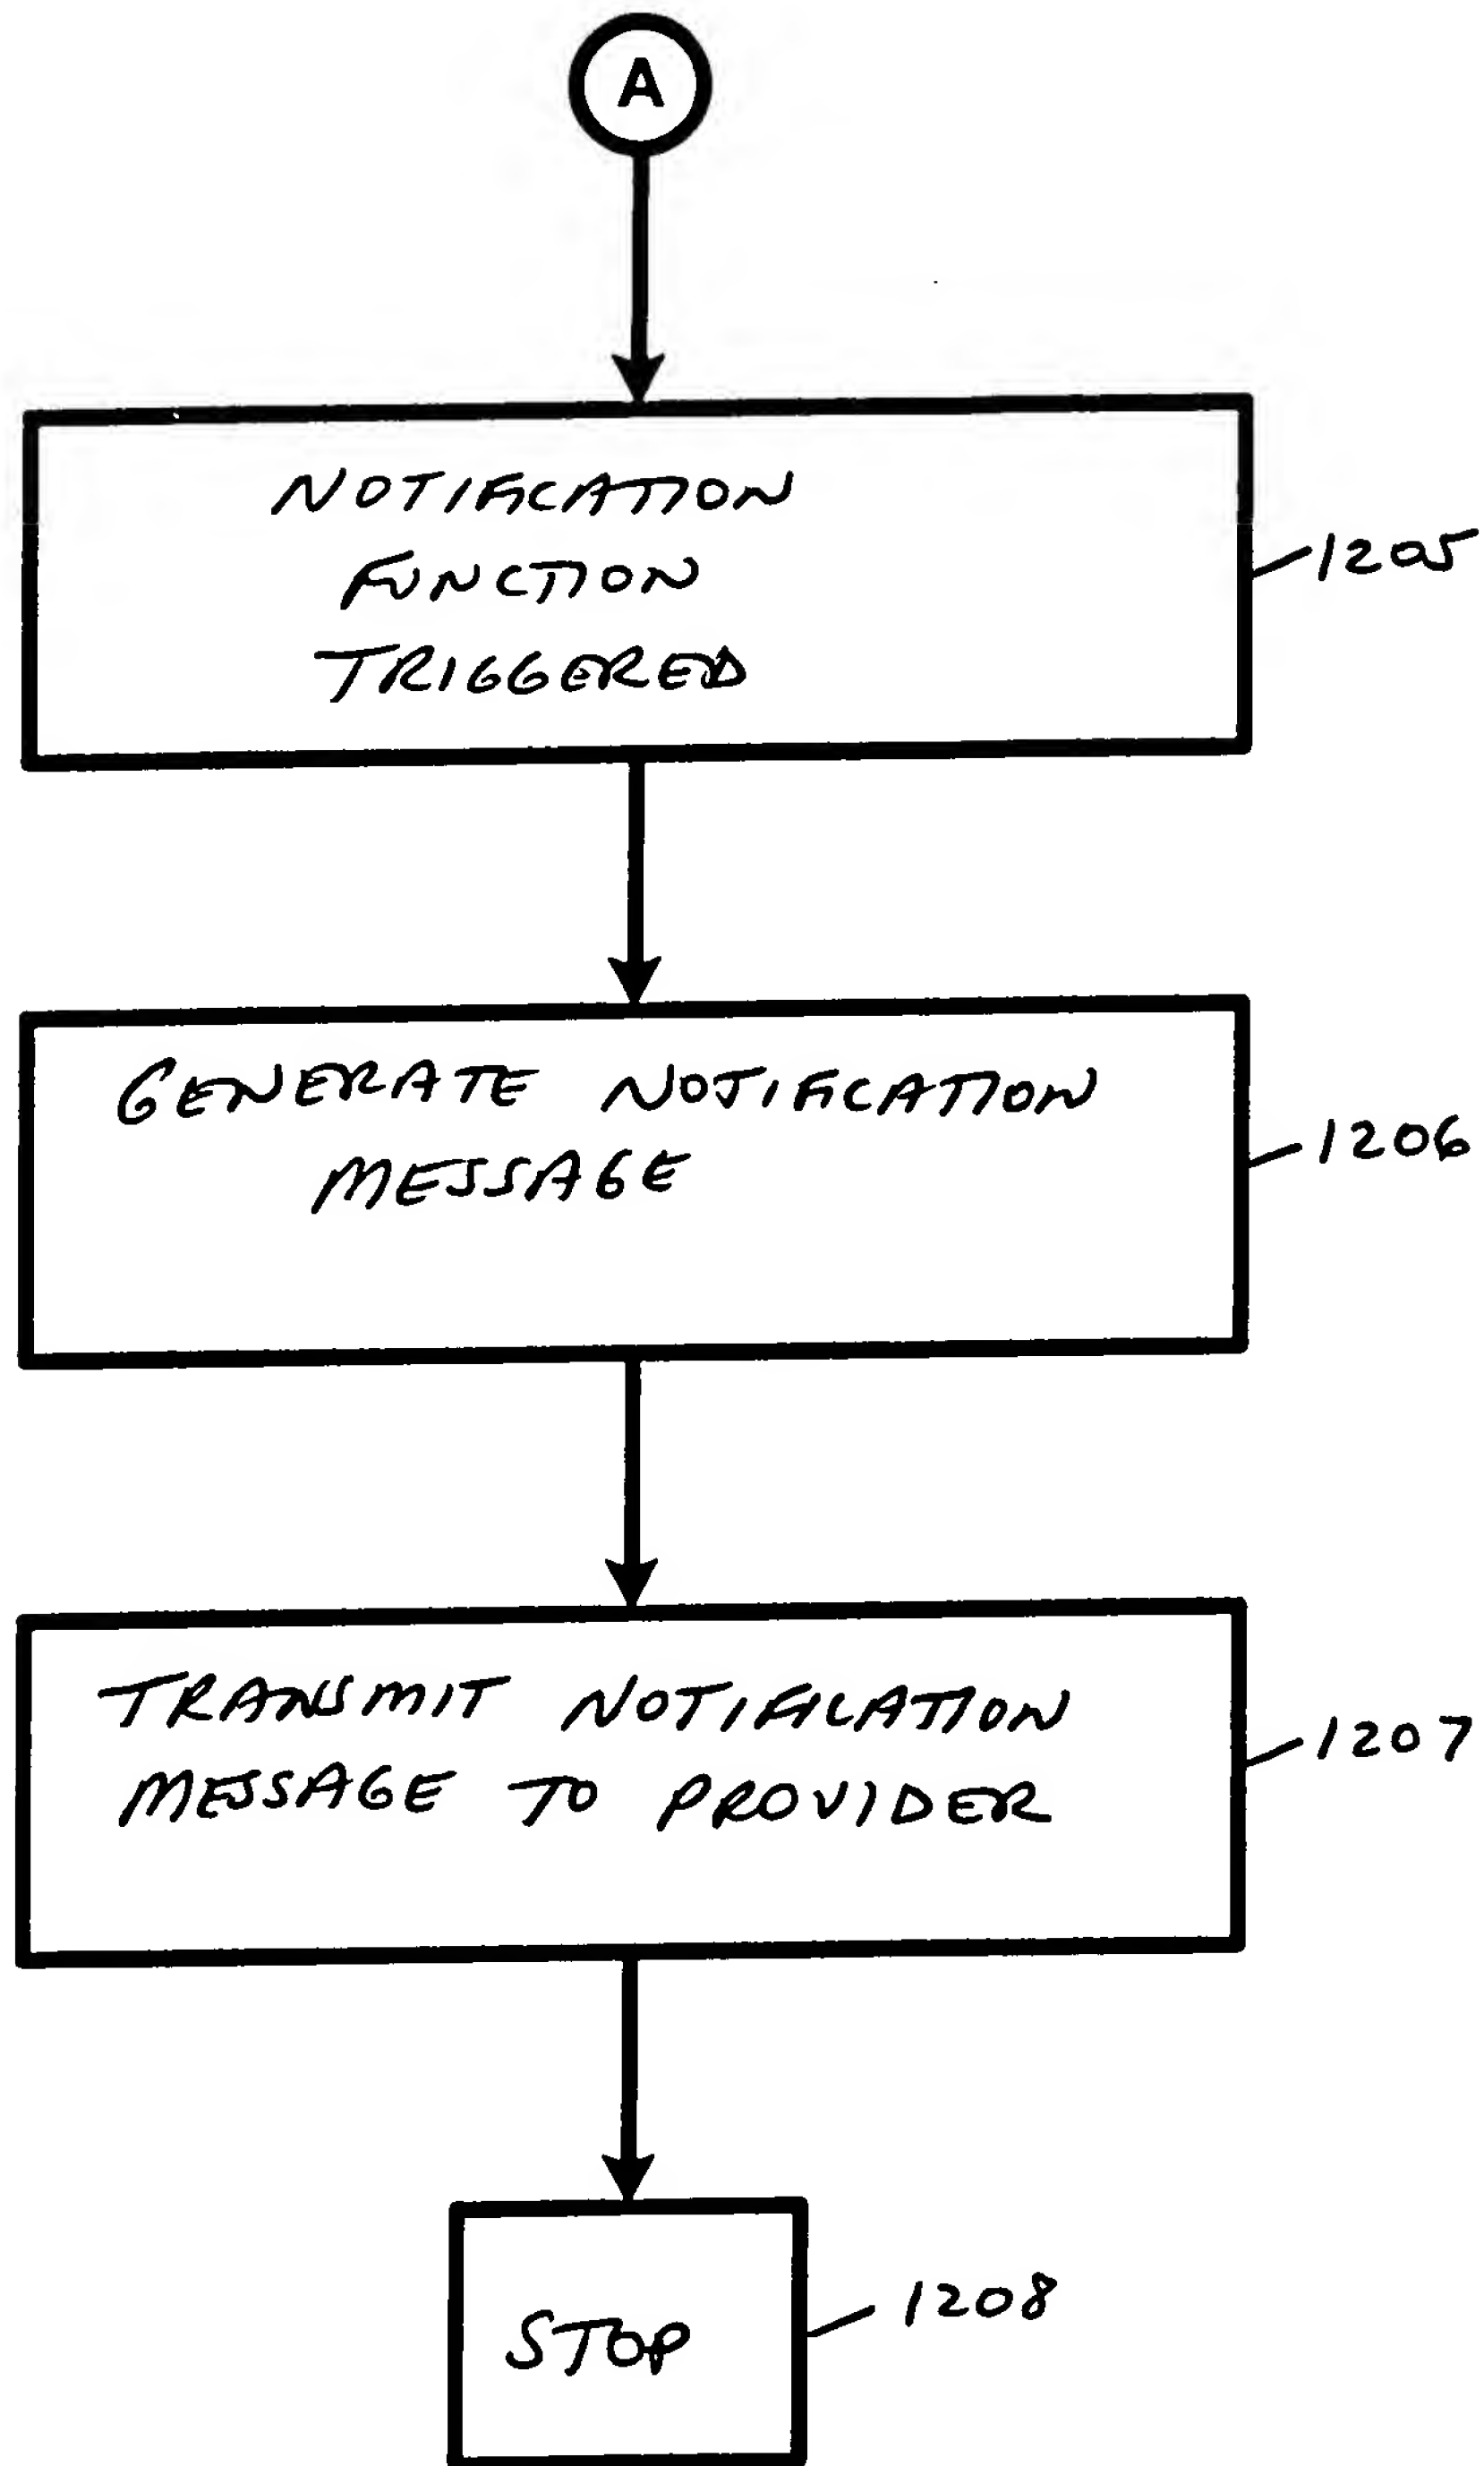 A
NOTIFICATION
FUNCTION
TRIGGERED
1205
GENERATE NOTIFICATION
MESSAGE
1206
TRANSMIT NOTIFICATION
MESSAGE TO PROVIDER
1207
STOP
1208